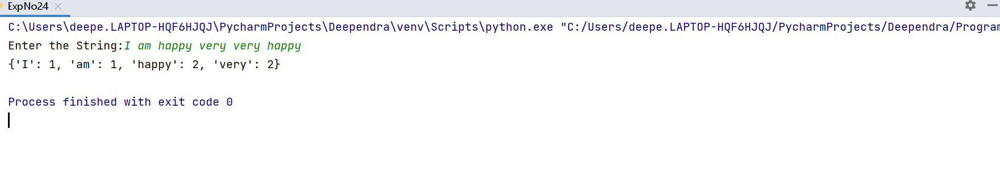 ExpNo24
C:\Users\deepe.LAPTOP-HQF6HJQJ\PycharmProjects\Deependra\venv\Scripts\python.exe "C:/Users/deepe.LAPTOP-HQF6HJQJ/PycharmProjects/Deependra/Program
Enter the String:I am happy very very happy
{'I': 1, 'am': 1, 'happy': 2, 'very': 2}
Process finished with exit code 0